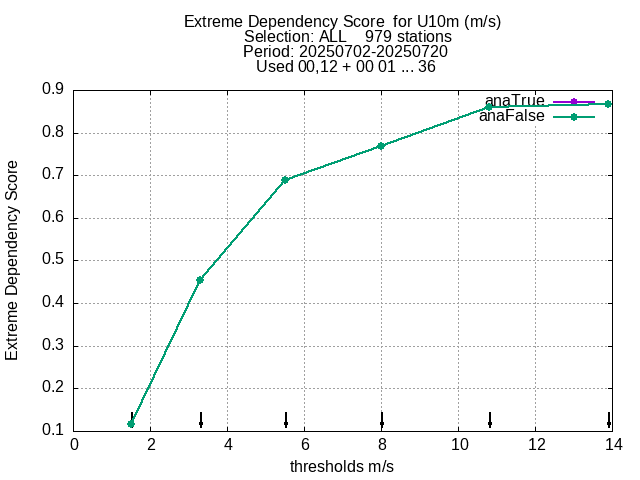 Extreme Dependency Score  for U10m (m/s)
Selection: ALL    979 stations
Period: 20250702-20250720
Used 00,12 + 00 01 ... 36
anaTrue
anaFalse
Extreme Dependency Score
0.9
0.8
0.7
0.6
0.5
0.4
0.3
0.2
0.1
0 2 4 6 8 10 12 14
thresholds m/s